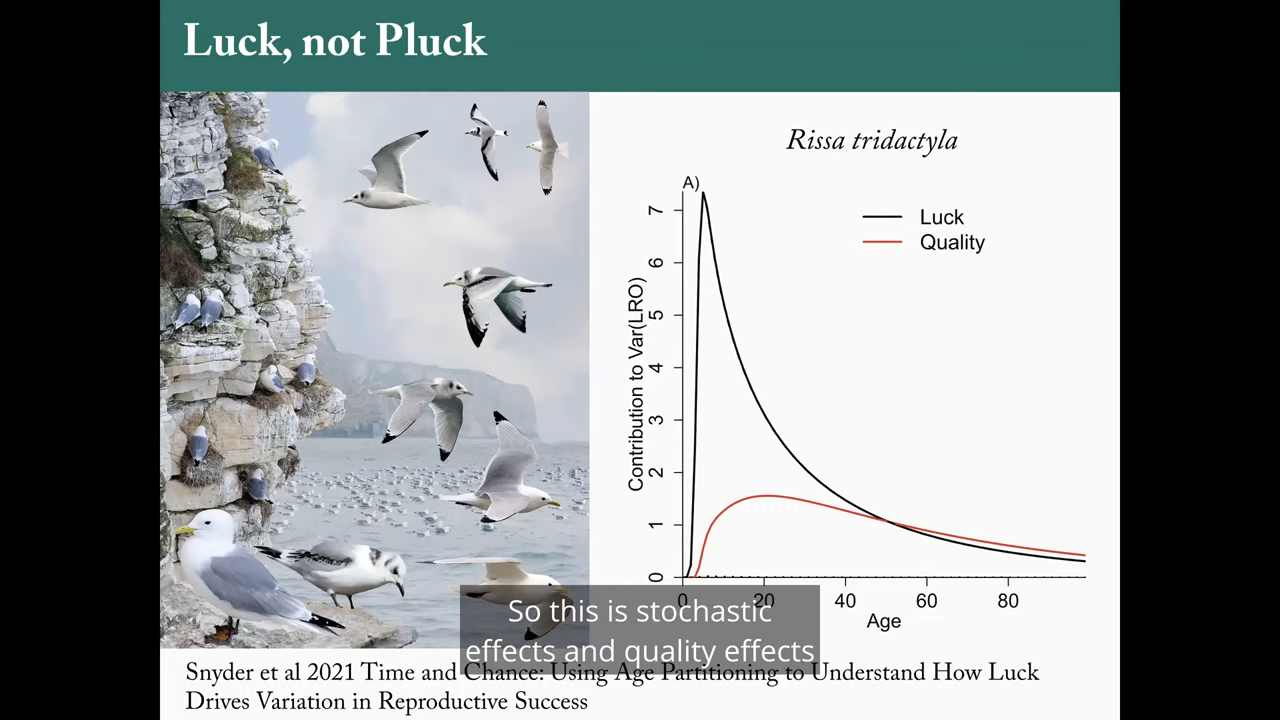 Luck, not Pluck
Rissa tridactyla
A)
Luck
Quality
Contribution to Var(LRO)
7
6
5
4
3
2
1
0
0 20 40 60 80
Age
So this is stochastic
effects and quality effects
Snyder et al 2021 Time and Chance: Using Age Partitioning to Understand How Luck
Drives Variation in Reproductive Success